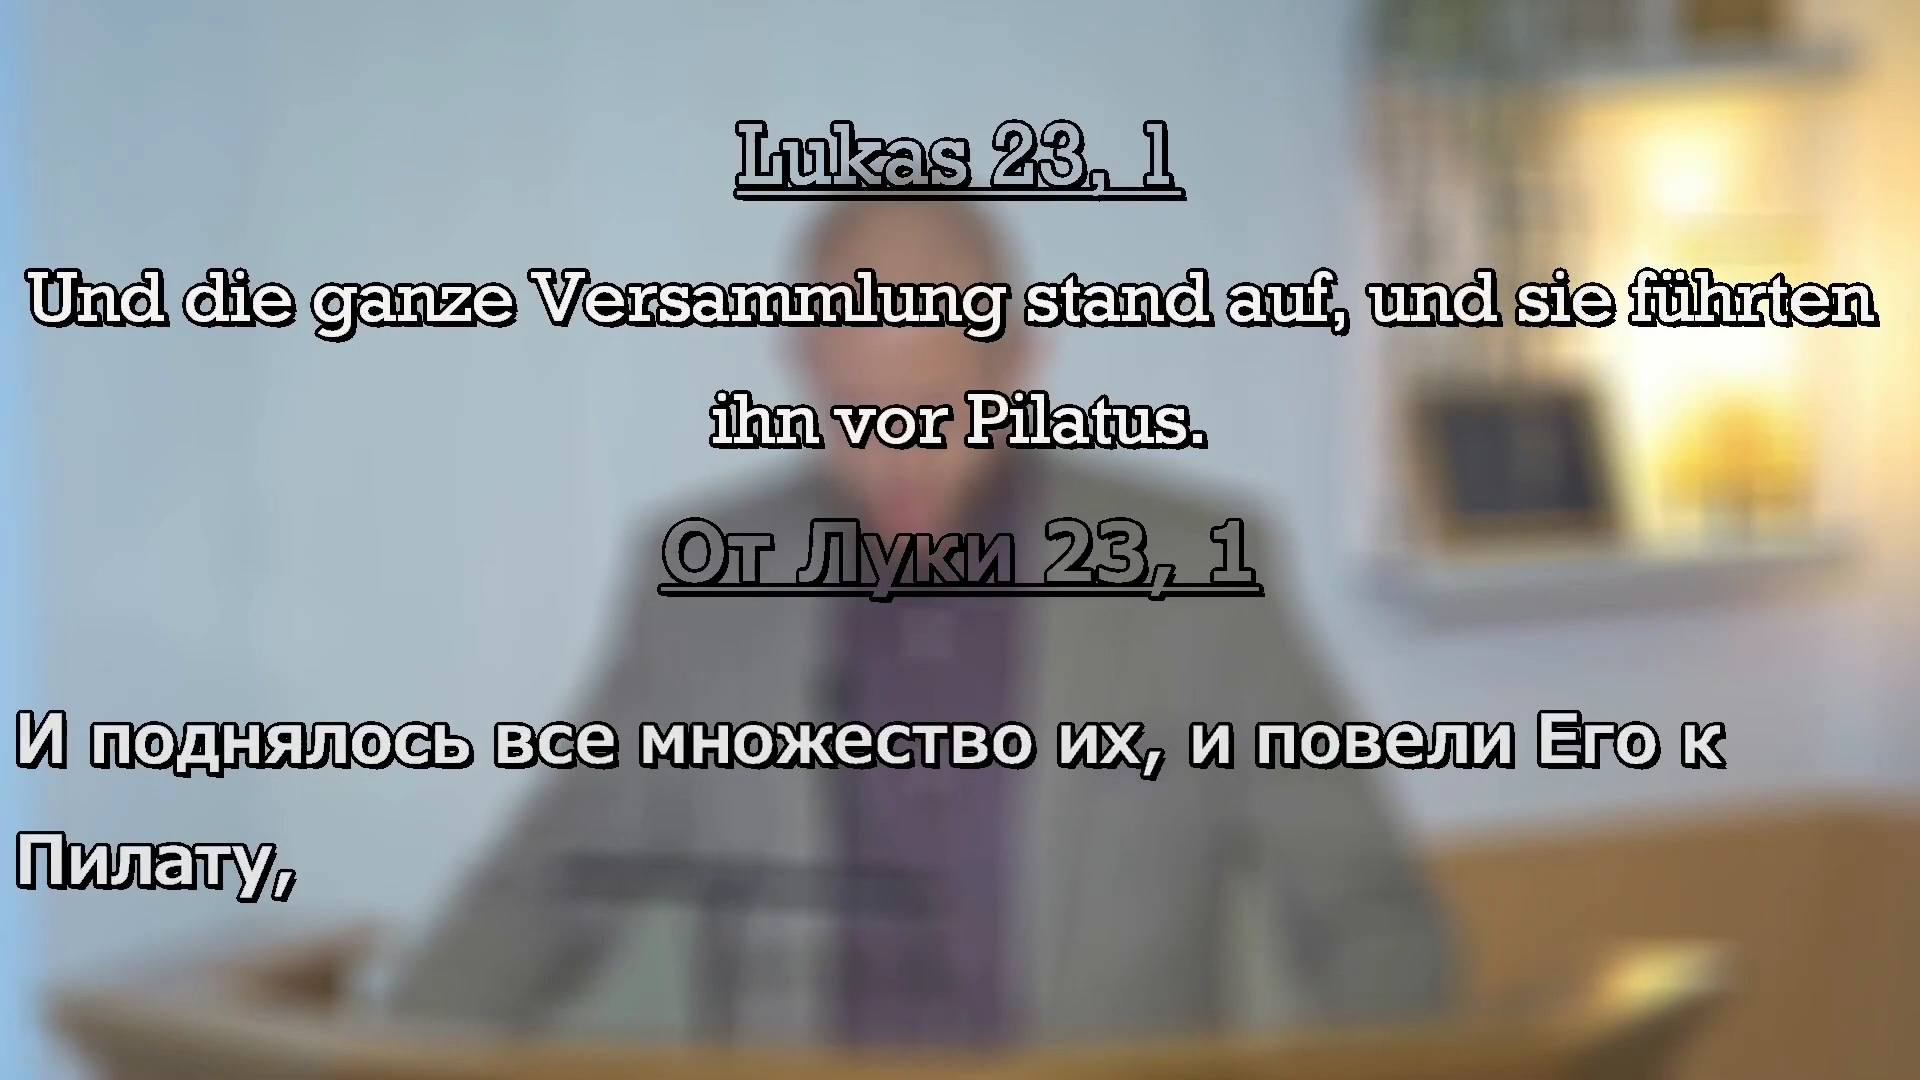 Lukas 23, 1
Und die ganze Versammlung stand auf, und sie führten
ihn vor Pilatus.
От Луки 23, 1
И поднялось все множество их, и повели Его к
Пилату,